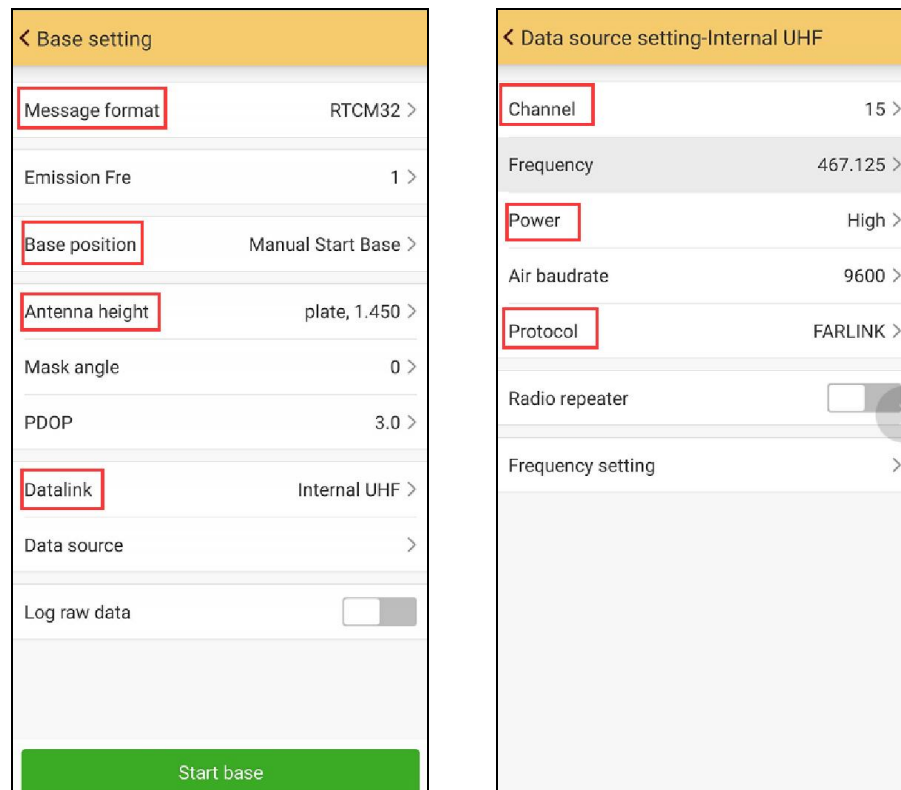 Base setting
Message format RTCM32
Emission Fre 1
Base position Manual Start Base
Antenna height plate, 1.450
Mask angle 0
PDOP 3.0
Datalink Internal UHF
Data source
Log raw data
Start base
Data source setting-Internal UHF
Channel 15
Frequency 467.125
Power High
Air baudrate 9600
Protocol FARLINK
Radio repeater
Frequency setting